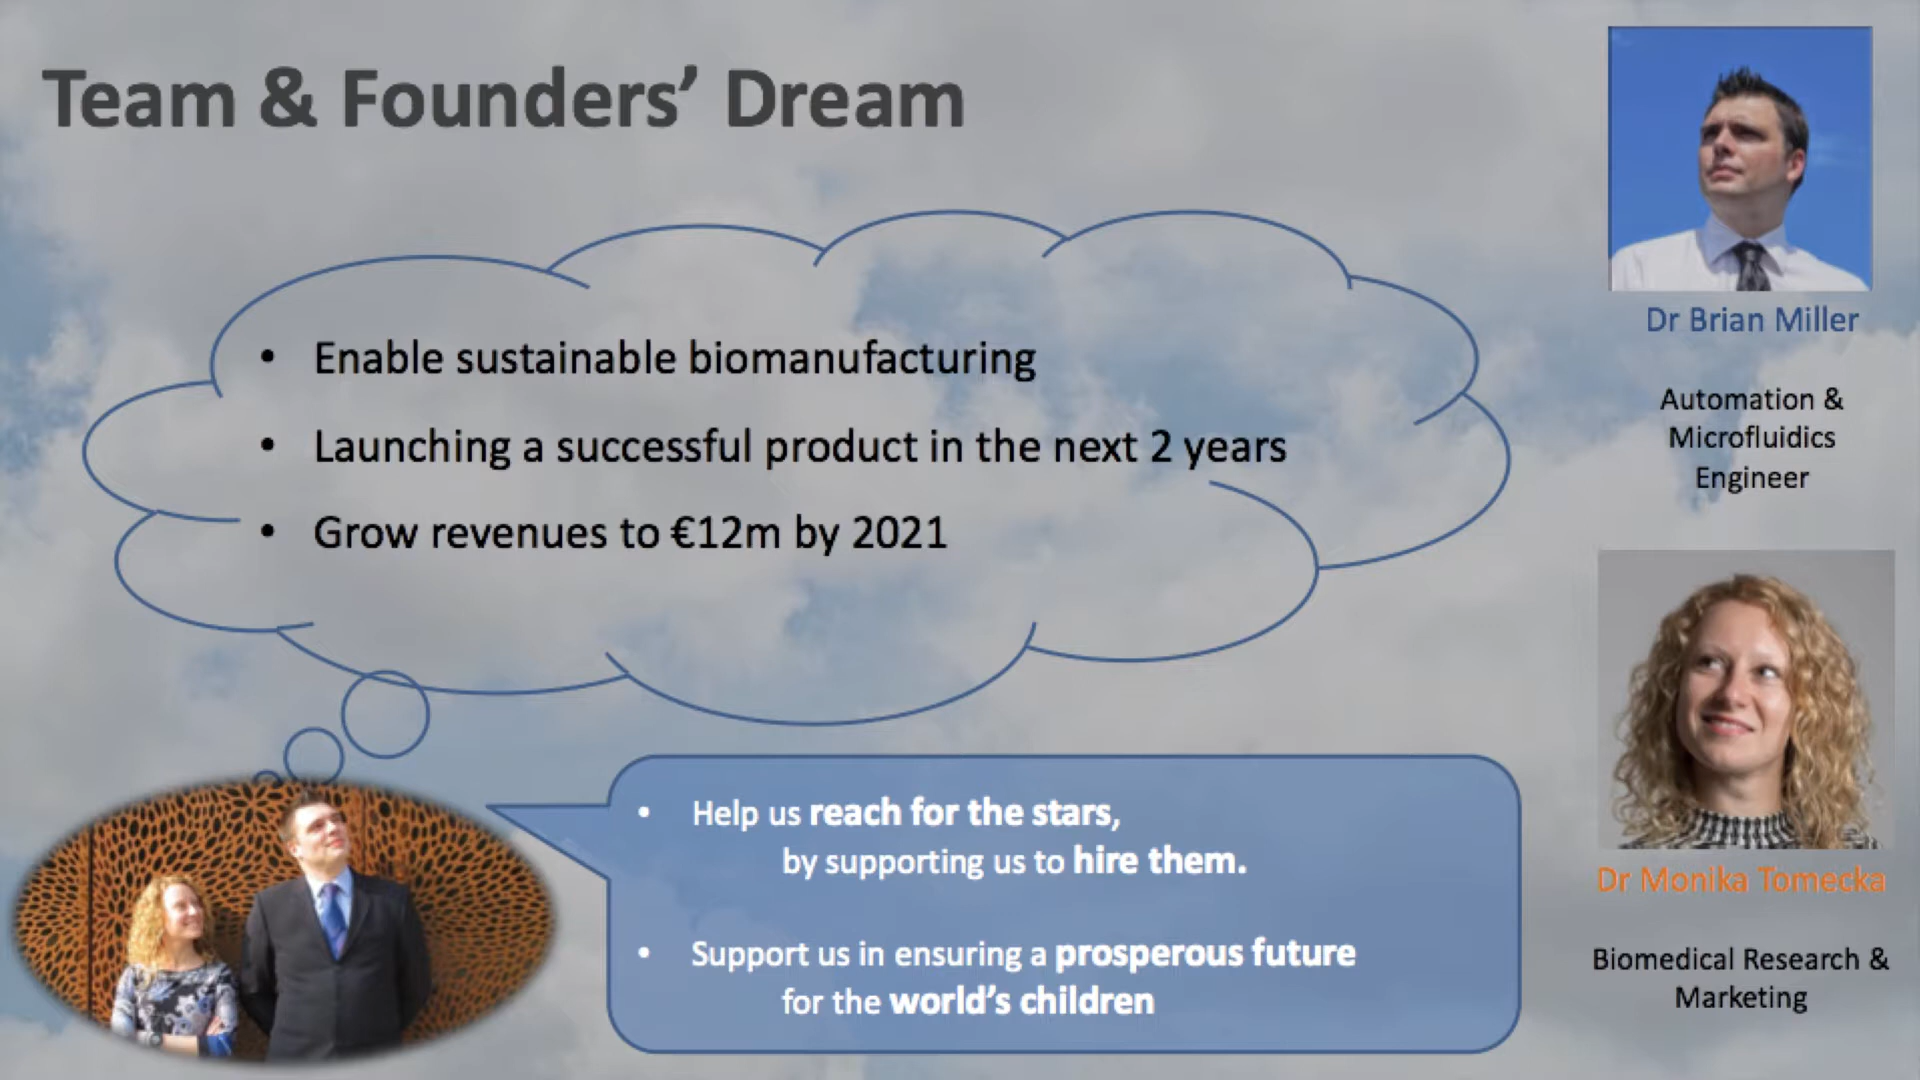 Team & Founders’ Dream
• Enable sustainable biomanufacturing
• Launching a successful product in the next 2 years
• Grow revenues to €12m by 2021
• Help us reach for the stars,
by supporting us to hire them.
• Support us in ensuring a prosperous future
for the world’s children
Dr Brian Miller
Automation &
Microfluidics
Engineer
Dr Monika Tomecka
Biomedical Research &
Marketing